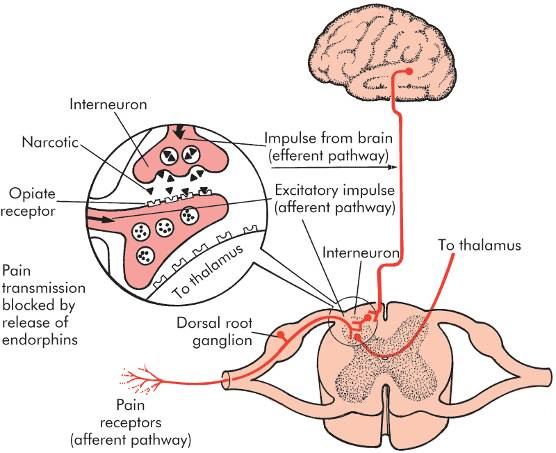 Interneuron
Narcotic
Opiate
receptor
Impulse from brain
(efferent pathway)
Excitatory impulse
(afferent pathway)
To thalamus
Interneuron
To thalamus
Pain
transmission
blocked by
release of
endorphins
Dorsal root
ganglion
Pain
receptors
(afferent pathway)